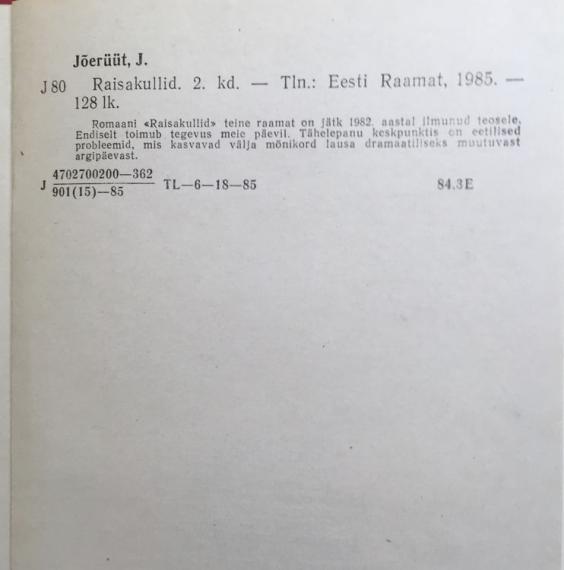 Jõerüüt, J.
J 80 Raisakullid. 2. kd. — Tln.: Eesti Raamat, 1985. —
128 lk.
Romaani «Raisakullid» teine raamat on jätk 1982. aastal ilmunud teosele.
Endiselt toimub tegevus meie päevil. Tähelepanu keskpunktis on eetilised
probleemid, mis kasvavad välja mõnikord lausa dramaatiliseks muutuvast
argipäevast.
J 4702700200—362
901(15)—85 TL—6—18—85 84.3E